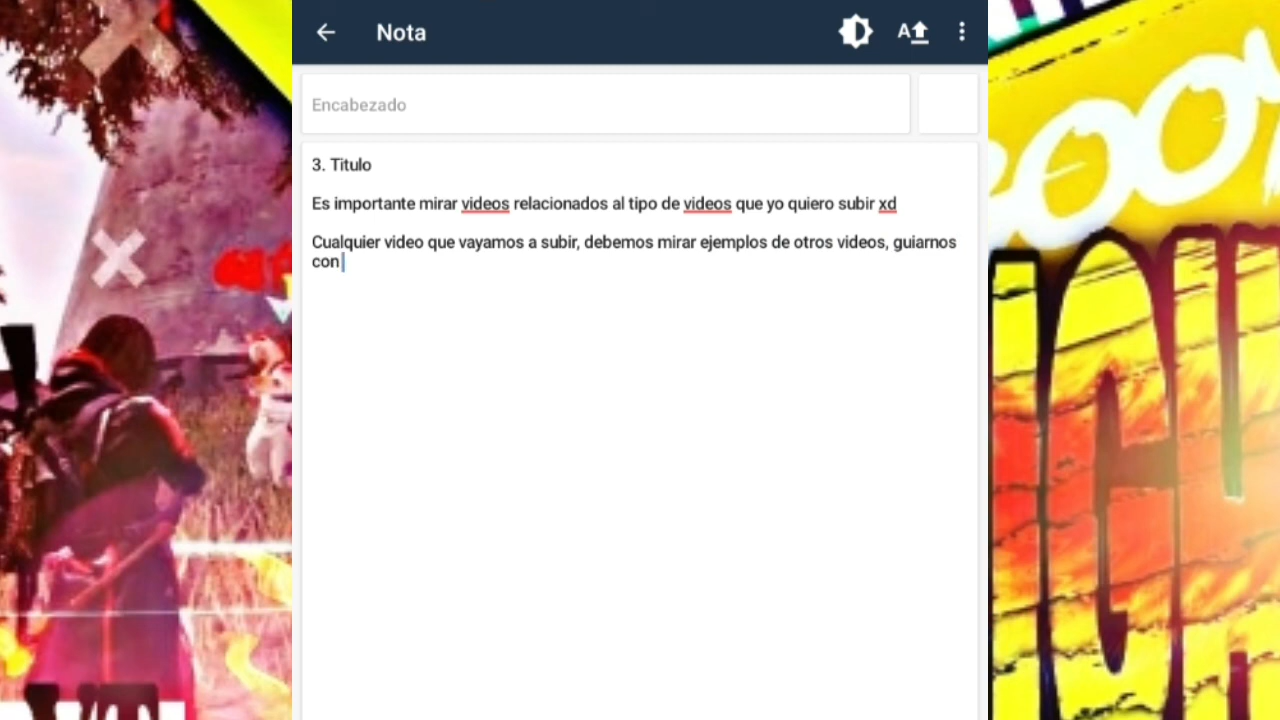 Nota
A
Encabezado
3. Titulo
Es importante mirar videos relacionados al tipo de videos que yo quiero subir xd
Cualquier video que vayamos a subir, debemos mirar ejemplos de otros videos, guiarnos
con